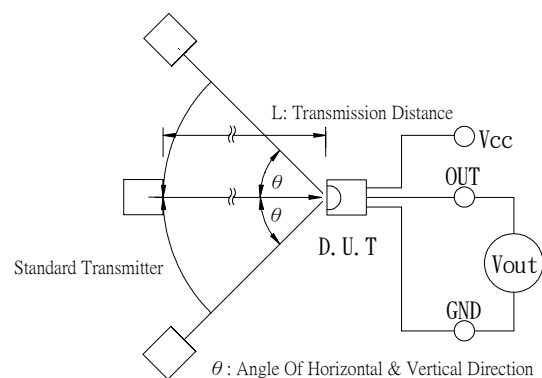 L: Transmission Distance
Vcc
θ
OUT
θ
D.U.T
Standard Transmitter
Vout
GND
θ : Angle Of Horizontal & Vertical Direction